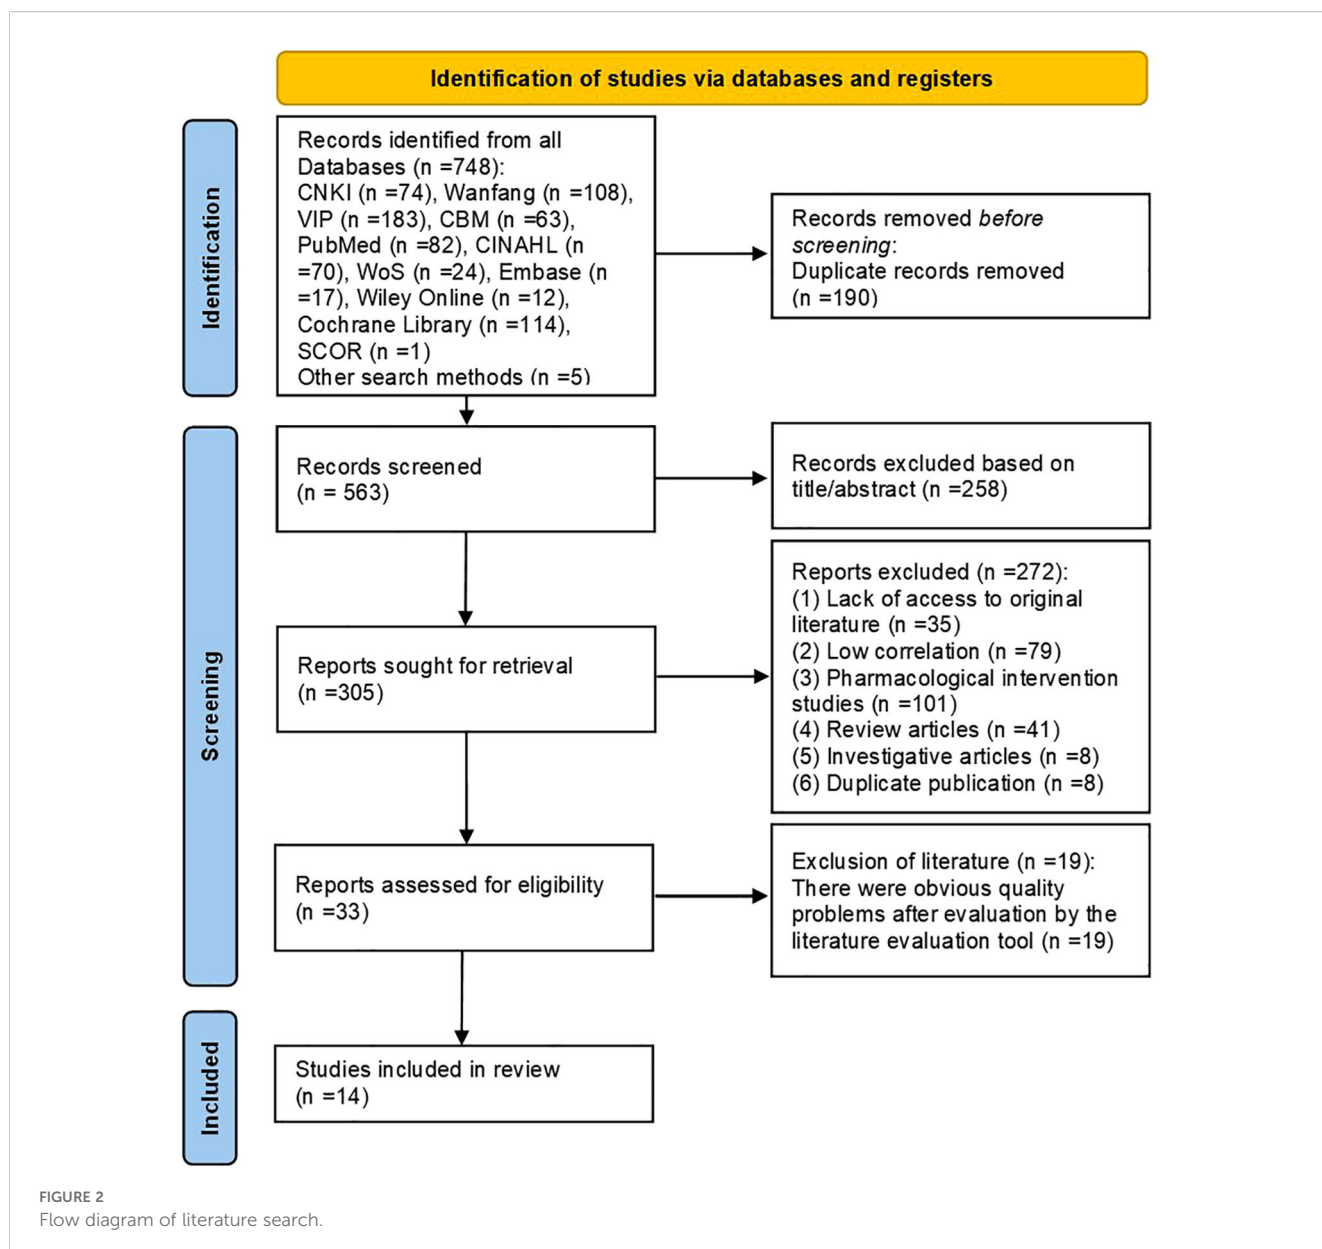 Identification of studies via databases and registers
Identification
Records identified from all
Databases (n =748):
CNKI (n =74), Wanfang (n =108),
VIP (n =183), CBM (n =63),
PubMed (n =82), CINAHL (n
=70), WoS (n =24), Embase (n
=17), Wiley Online (n =12),
Cochrane Library (n =114),
SCOR (n =1)
Other search methods (n =5)
Records removed before
screening:
Duplicate records removed
(n =190)
Screening
Records screened
(n = 563)
Records excluded based on
title/abstract (n =258)
Reports sought for retrieval
(n =305)
Reports excluded (n =272):
(1) Lack of access to original
literature (n =35)
(2) Low correlation (n =79)
(3) Pharmacological intervention
studies (n =101)
(4) Review articles (n =41)
(5) Investigative articles (n =8)
(6) Duplicate publication (n =8)
Reports assessed for eligibility
(n =33)
Exclusion of literature (n =19):
There were obvious quality
problems after evaluation by the
literature evaluation tool (n =19)
Included
Studies included in review
(n =14)
FIGURE 2
Flow diagram of literature search.